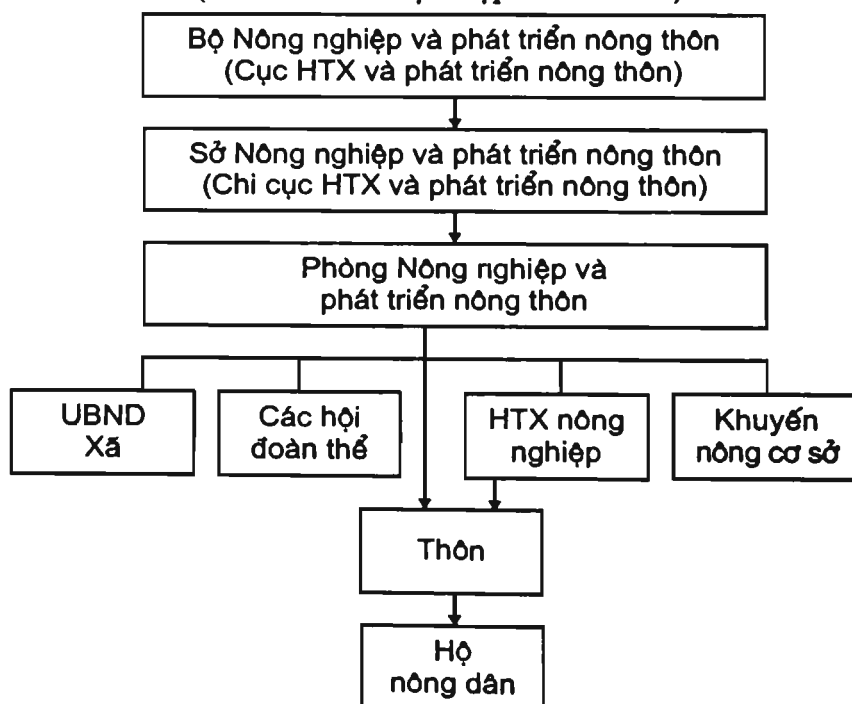 Bộ Nông nghiệp và phát triển nông thôn
(Cục HTX và phát triển nông thôn)
Sở Nông nghiệp và phát triển nông thôn
(Chi cục HTX và phát triển nông thôn)
Phòng Nông nghiệp và
phát triển nông thôn
UBND
Xã
Các hội
đoàn thể
HTX nông
nghiệp
Khuyến
nông cơ sở
Thôn
Hộ
nông dân